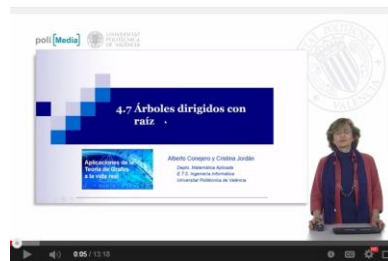 poli[Media]
UNIVERSITAT
POLITÈCNICA
DE VALÈNCIA
4.7 Árboles dirigidos con
raíz
Aplicaciones de la
Teoría de Grafos
a la vida real
Alberto Conejero y Cristina Jordán
Depto. Matemática Aplicada
E.T.S. Ingeniería Informática
Universitat Politècnica de València
0:05 / 13:18